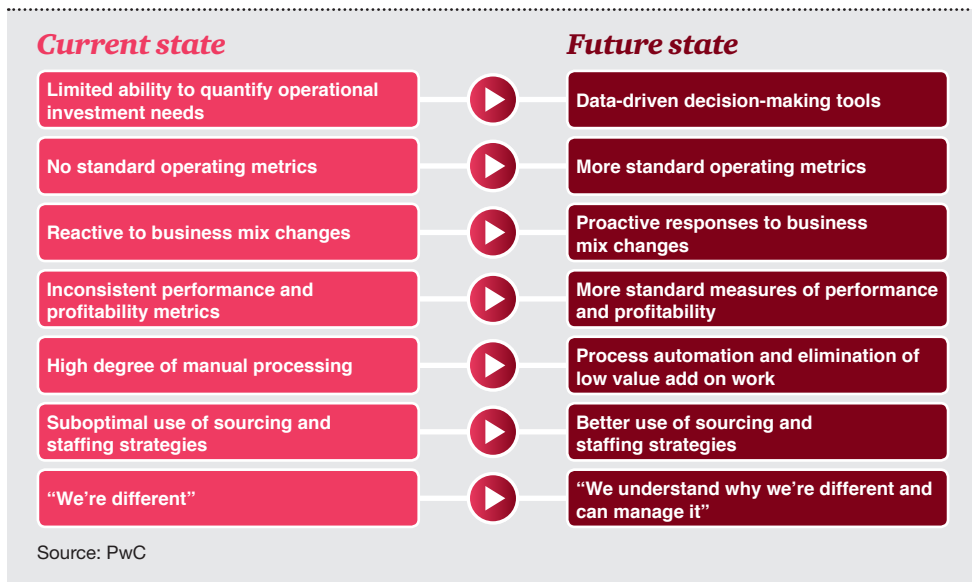 Current state
Future state
Limited ability to quantify operational
investment needs
Data-driven decision-making tools
No standard operating metrics
More standard operating metrics
Reactive to business mix changes
Proactive responses to business
mix changes
Inconsistent performance and
profitability metrics
More standard measures of performance
and profitability
High degree of manual processing
Process automation and elimination of
low value add on work
Suboptimal use of sourcing and
staffing strategies
Better use of sourcing and
staffing strategies
“We’re different”
“We understand why we’re different and
can manage it”
Source: PwC